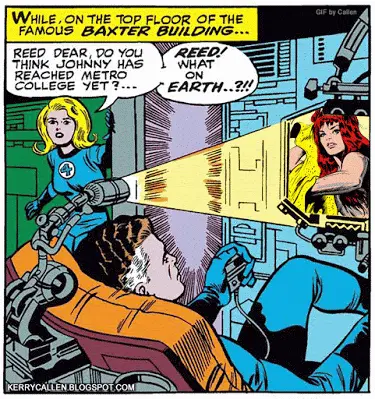 WHILE, ON THE TOP FLOOR OF THE
FAMOUS BAXTER BUILDING...
GIF by Callen
REED DEAR, DO YOU
THINK JOHNNY HAS
REACHED METRO
COLLEGE YET?...
REED!
WHAT
ON
EARTH..?!!
4
KERRYCALLEN.BLOGSPOT.COM